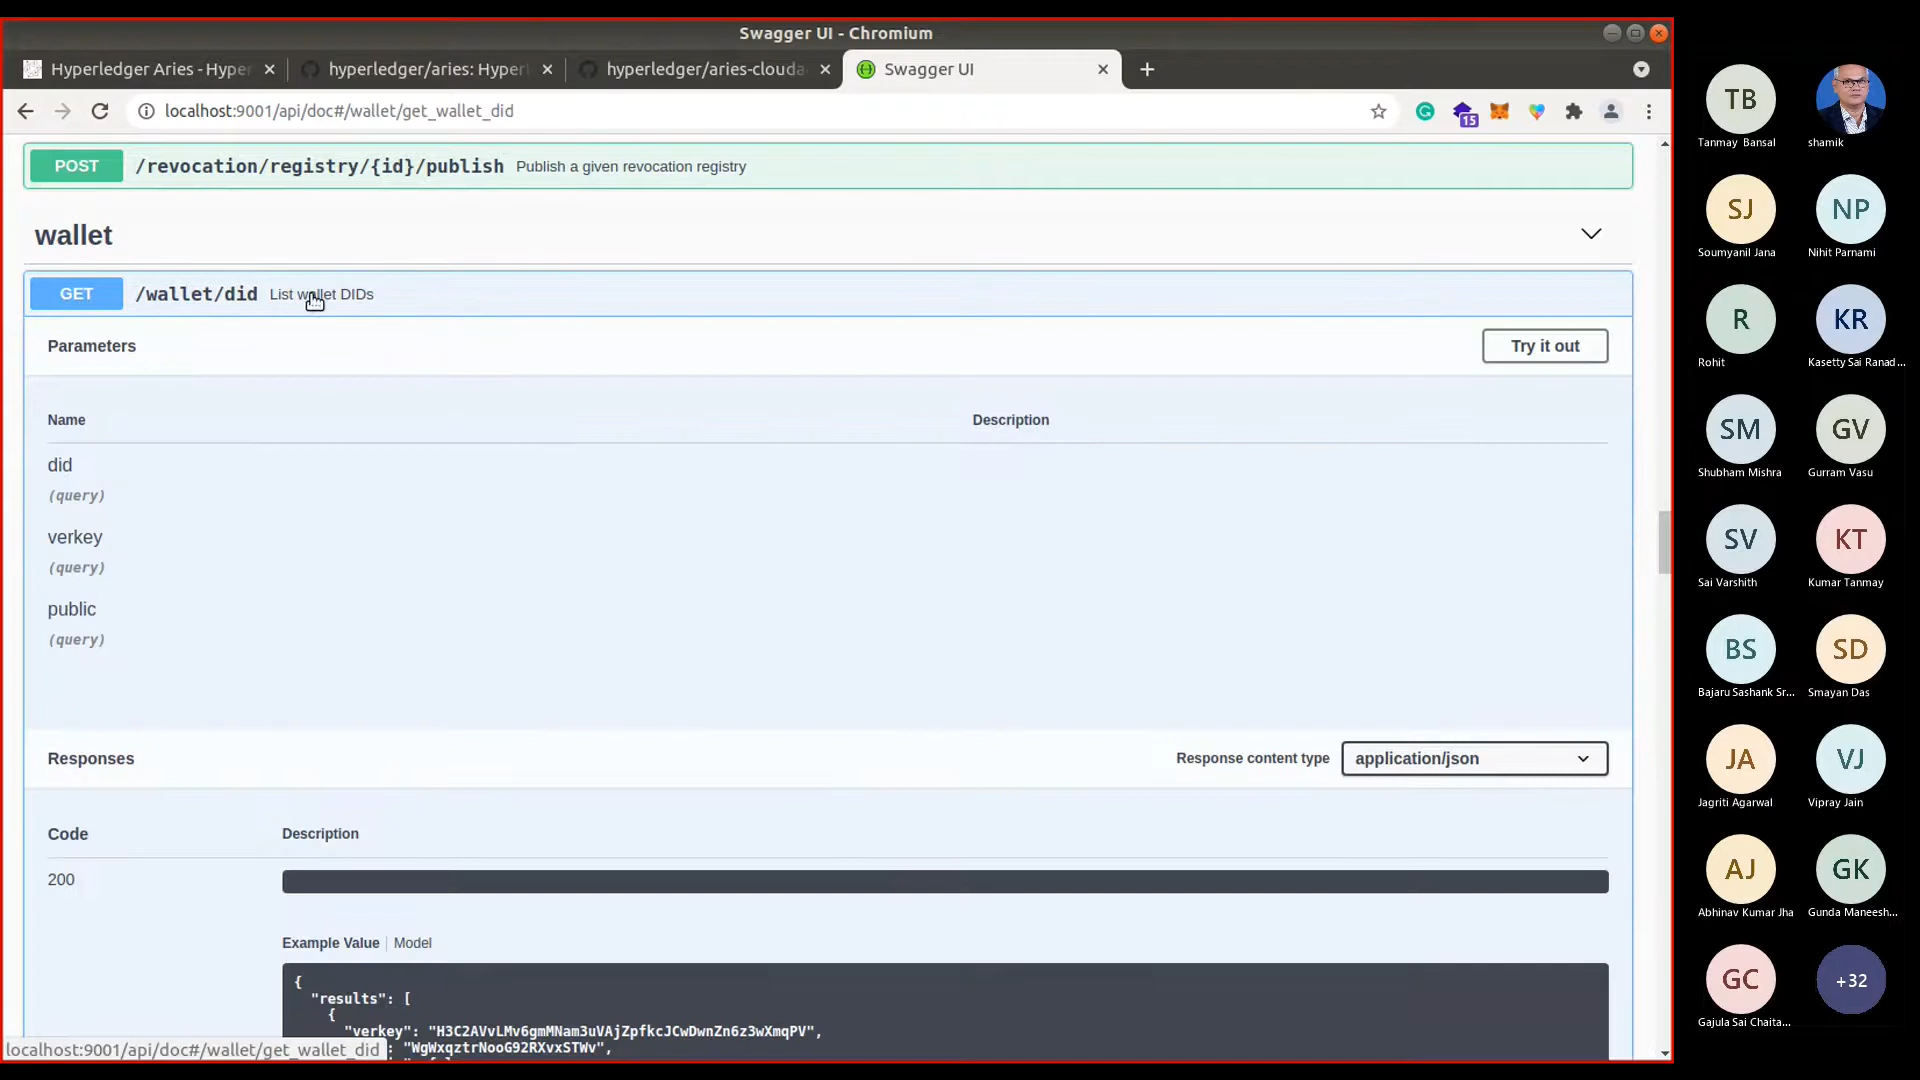 Swagger UI - Chromium
Hyperledger Aries - Hyper
hyperledger/aries: Hyper
hyperledger/aries-clouda
Swagger UI
localhost:9001/api/doc#/wallet/get_wallet_did
15
POST /revocation/registry/{id}/publish Publish a given revocation registry
wallet
GET /wallet/did List wallet DIDs
Parameters
Try it out
Name Description
did
(query)
verkey
(query)
public
(query)
Responses
Response content type application/json
Code Description
200
Example Value Model
{
"results": [
{
"verkey": "H3C2AVvLMv6gmMNam3uVAjZpfkcJCwDwnZn6z3wXmqPV",
: "WgWxqztrNooG92RXvxSTWv",
localhost:9001/api/doc#/wallet/get_wallet_did
TB
Tanmay Bansal
shamik
SJ
Soumyanil Jana
NP
Nihit Parnami
R
Rohit
KR
Kasetty Sai Ranad...
SM
Shubham Mishra
GV
Gurram Vasu
SV
Sai Varshith
KT
Kumar Tanmay
BS
Bajaru Sashank Sr...
SD
Smayan Das
JA
Jagriti Agarwal
VJ
Vipray Jain
AJ
Abhinav Kumar Jha
GK
Gunda Maneesh...
GC
Gajula Sai Chaita...
+32